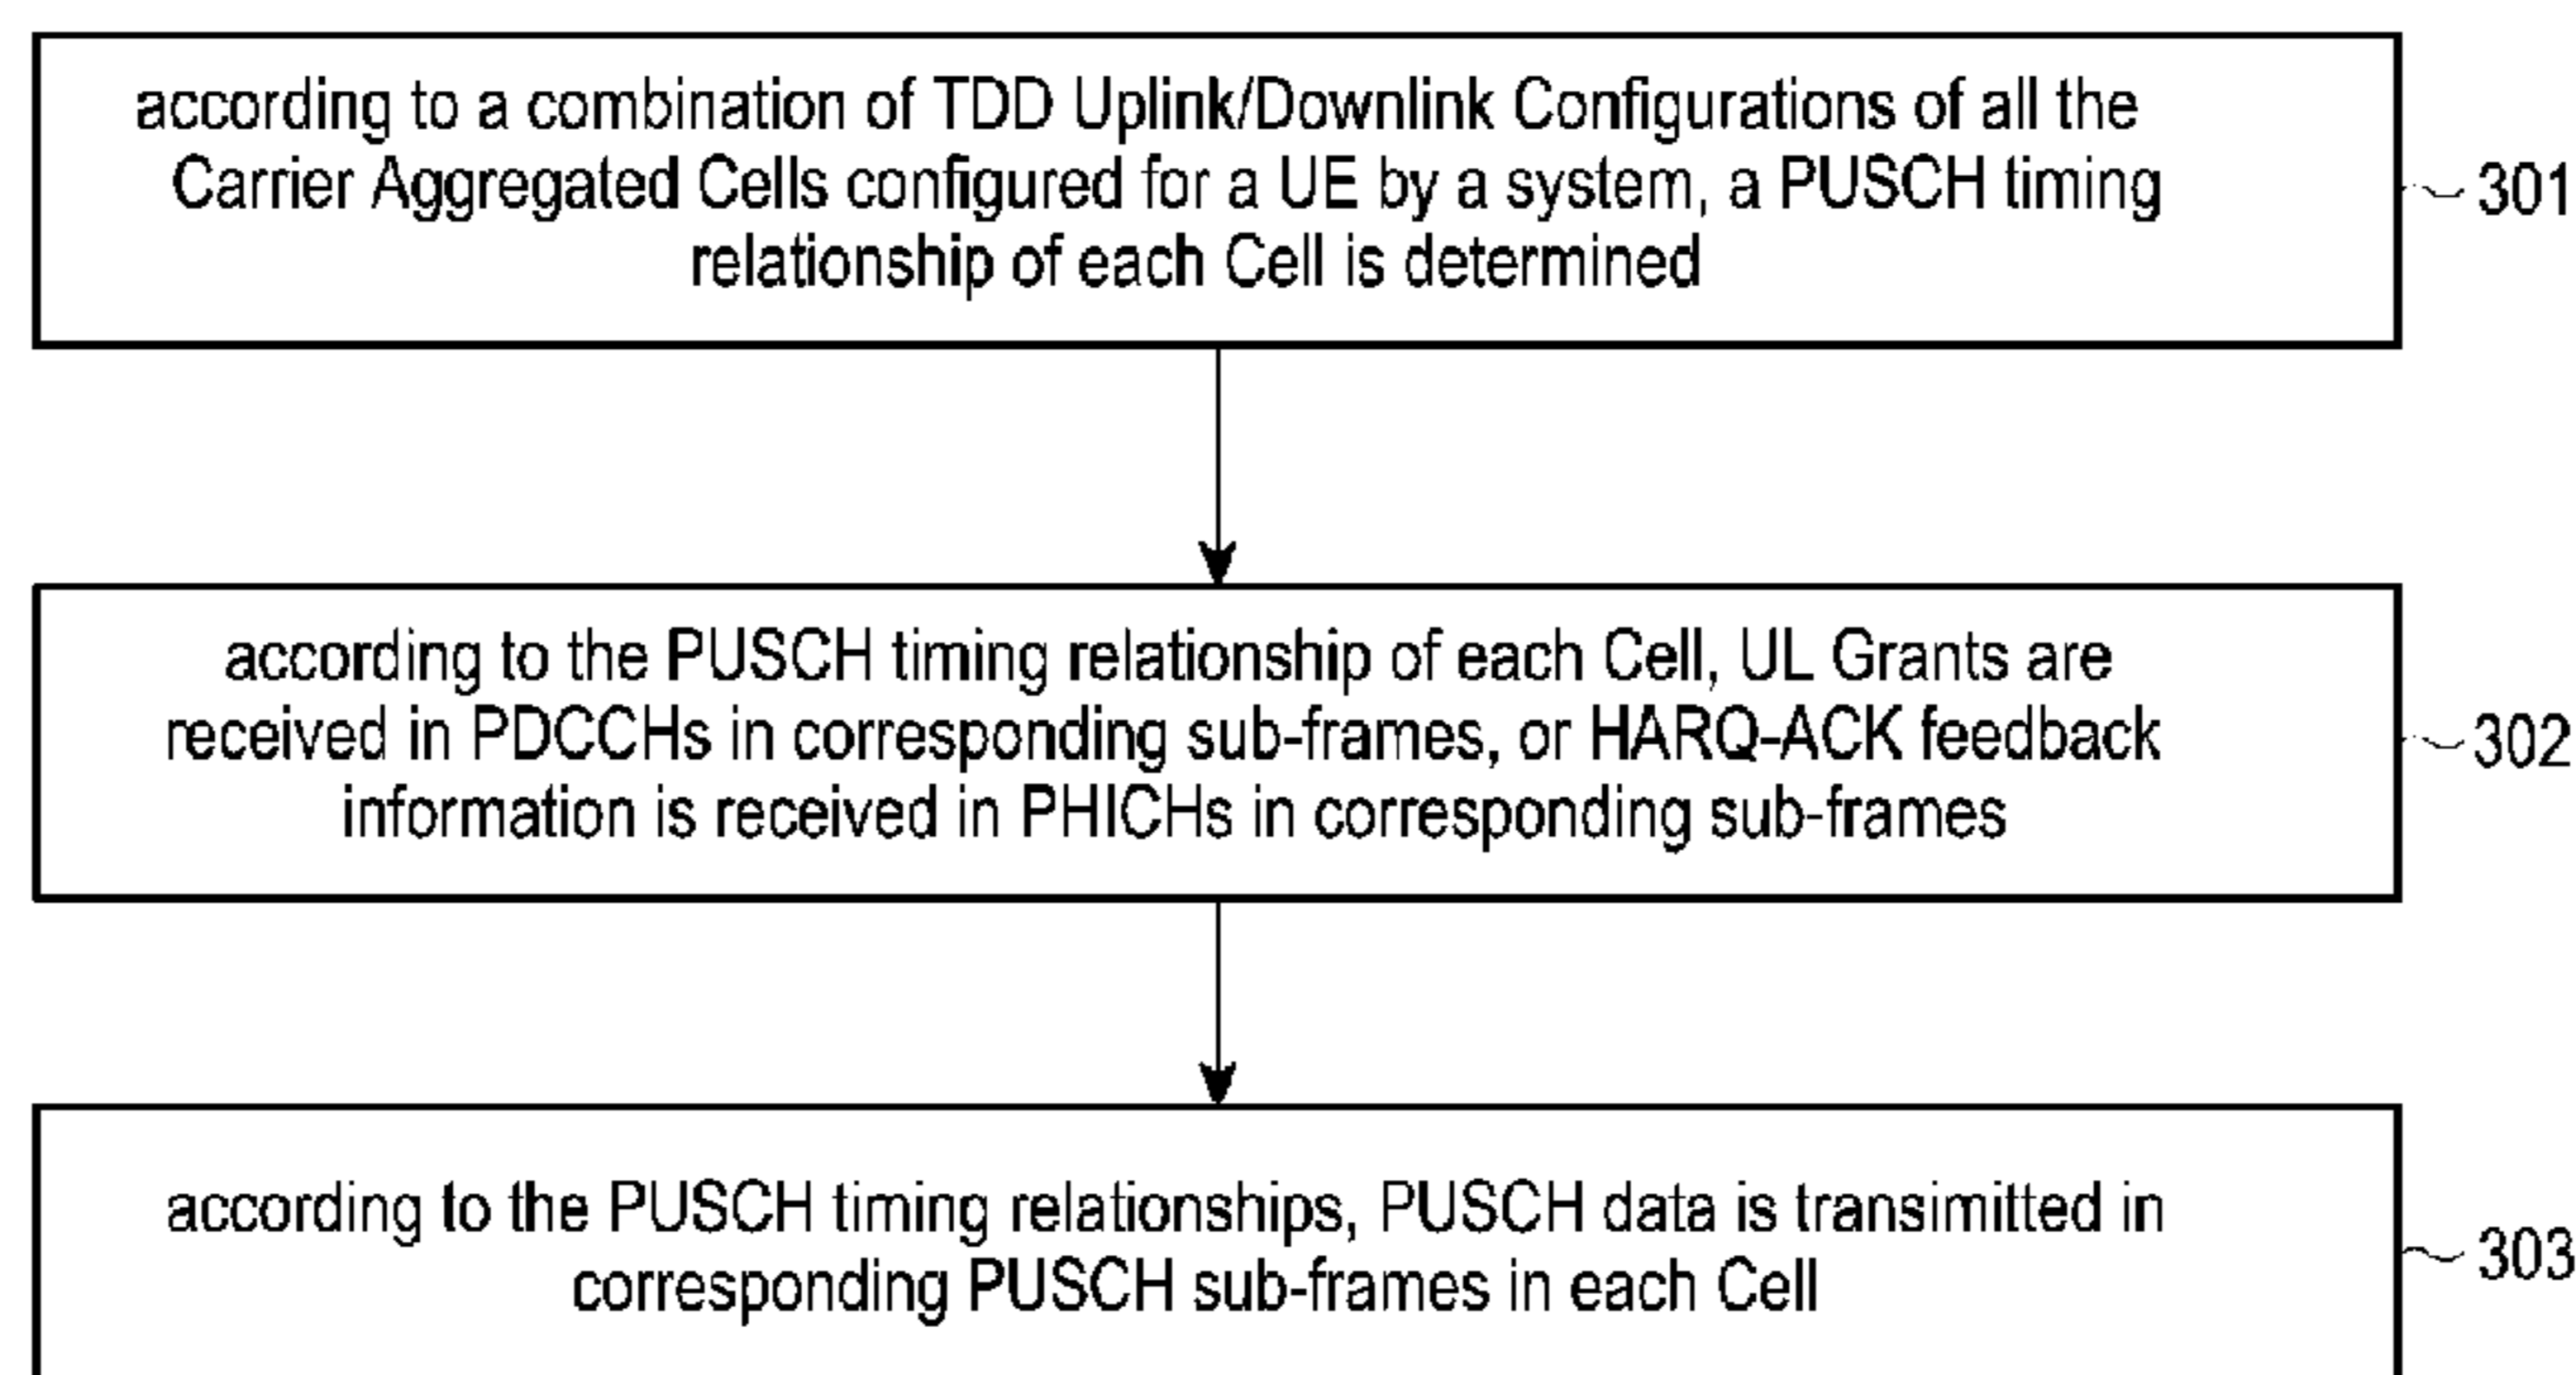 according to a combination of TDD Uplink/Downlink Configurations of all the
Carrier Aggregated Cells configured for a UE by a system, a PUSCH timing
relationship of each Cell is determined
301
according to the PUSCH timing relationship of each Cell, UL Grants are
received in PDCCHs in corresponding sub-frames, or HARQ-ACK feedback
information is received in PHICHs in corresponding sub-frames
302
according to the PUSCH timing relationships, PUSCH data is transimitted in
corresponding PUSCH sub-frames in each Cell
303